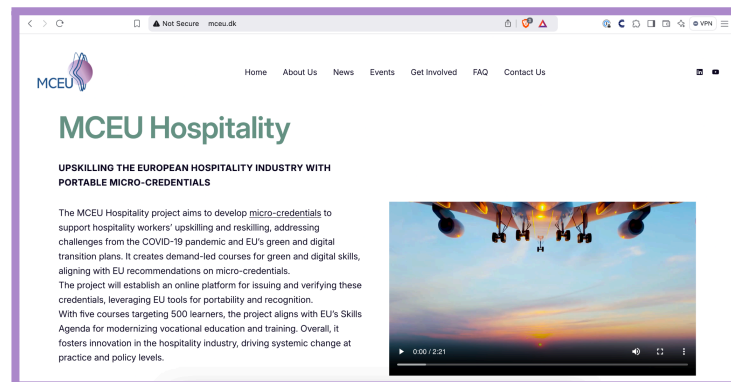 Not Secure mceu.dk
VPN
MCEU
Home About Us News Events Get Involved FAQ Contact Us
MCEU Hospitality
UPSKILLING THE EUROPEAN HOSPITALITY INDUSTRY WITH
PORTABLE MICRO-CREDENTIALS
The MCEU Hospitality project aims to develop micro-credentials to
support hospitality workers' upskilling and reskilling, addressing
challenges from the COVID-19 pandemic and EU's green and digital
transition plans. It creates demand-led courses for green and digital skills,
aligning with EU recommendations on micro-credentials.
The project will establish an online platform for issuing and verifying these
credentials, leveraging EU tools for portability and recognition.
With five courses targeting 500 learners, the project aligns with EU's Skills
Agenda for modernizing vocational education and training. Overall, it
fosters innovation in the hospitality industry, driving systemic change at
practice and policy levels.
0:00 / 2:21